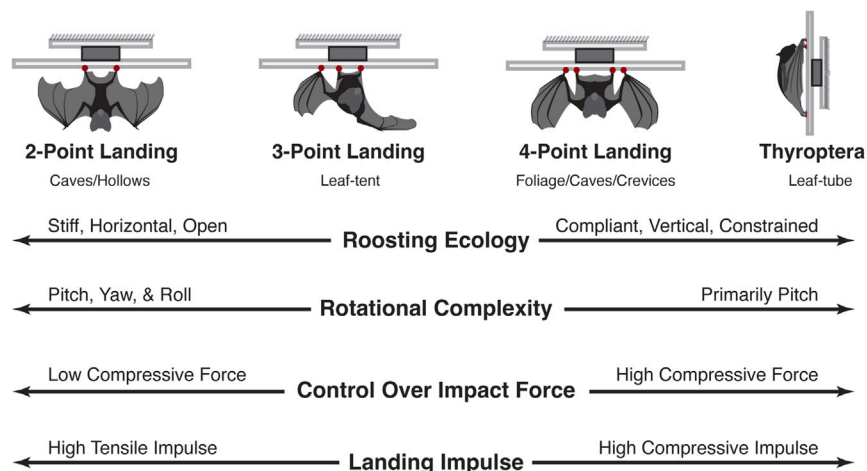 2-Point Landing
3-Point Landing
4-Point Landing
Thyroptera
Caves/Hollows
Leaf-tent
Foliage/Caves/Crevices
Leaf-tube
Stiff, Horizontal, Open
Roosting Ecology
Compliant, Vertical, Constrained
Pitch, Yaw, & Roll
Rotational Complexity
Primarily Pitch
Low Compressive Force
Control Over Impact Force
High Compressive Force
High Tensile Impulse
Landing Impulse
High Compressive Impulse